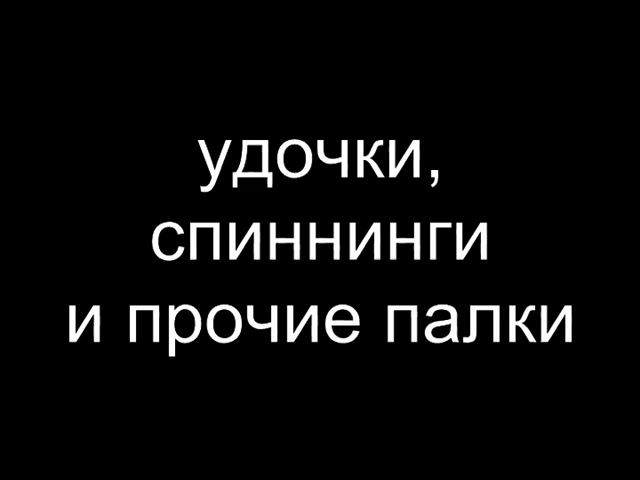 удочки,
спиннинги
и прочие палки